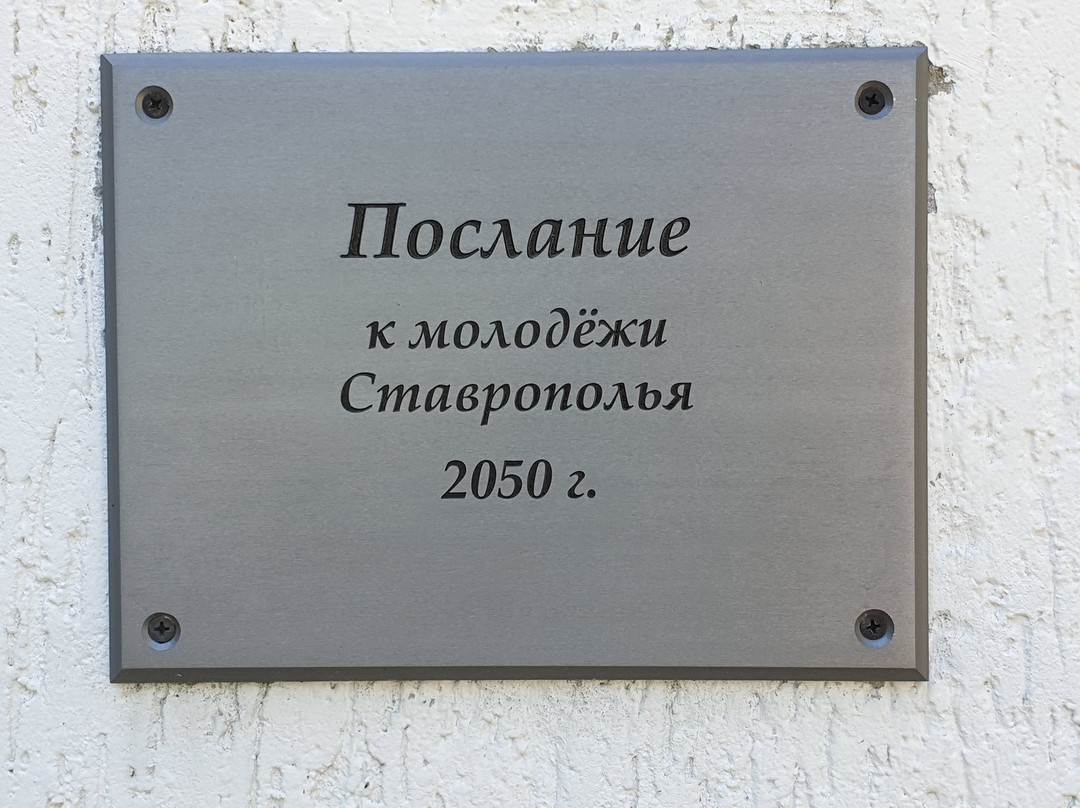 Послание
к молодёжи
Ставрополья
2050 г.